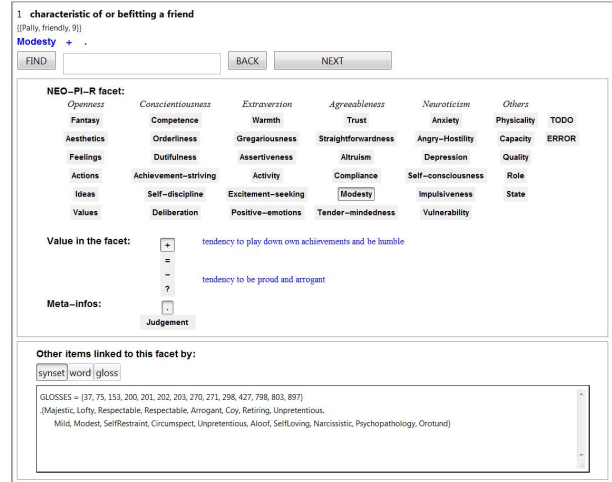 1 characteristic of or befitting a friend
{{Pally, friendly, 9}}
Modesty + .
FIND BACK NEXT
NEO-PI-R facet:
Openness Conscientiousness Extraversion Agreeableness Neuroticism Others
Fantasy Competence Warmth Trust Anxiety Physicality TODO
Aesthetics Orderliness Gregariousness Straightforwardness Angry-Hostility Capacity ERROR
Feelings Dutifulness Assertiveness Altruism Depression Quality
Actions Achievement-striving Activity Compliance Self-consciousness Role
Ideas Self-discipline Excitement-seeking Modesty Impulsiveness State
Values Deliberation Positive-emotions Tender-mindedness Vulnerability
Value in the facet: + tendency to play down own achievements and be humble
=
- tendency to be proud and arrogant
?
Meta-infos: .
Judgement
Other items linked to this facet by:
synset word gloss
GLOSSES = {37, 75, 153, 200, 201, 202, 203, 270, 271, 298, 427, 798, 803, 897}
.{Majestic, Lofty, Respectable, Respectable, Arrogant, Coy, Retiring, Unpretentious,
Mild, Modest, SelfRestraint, Circumspect, Unpretentious, Aloof, SelfLoving, Narcissistic, Psychopathology, Orotund}